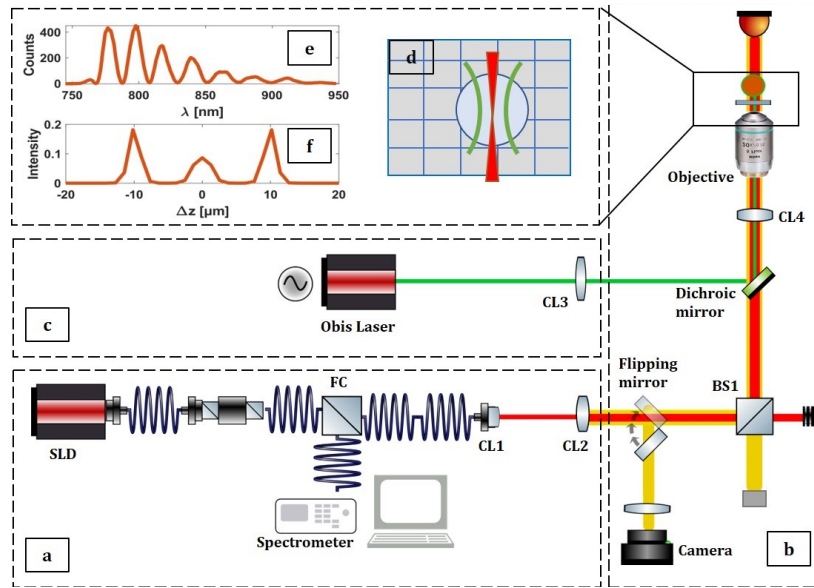 400
200
0
Counts
e
750
800
850
900
950
λ [nm]
0.2
0.1
0
Intensity
f
-20
-10
0
10
20
Δz [µm]
d
Objective
CL4
c
Obis Laser
CL3
Dichroic
mirror
Flipping
mirror
BS1
SLD
FC
CL1
CL2
Spectrometer
Camera
a
b